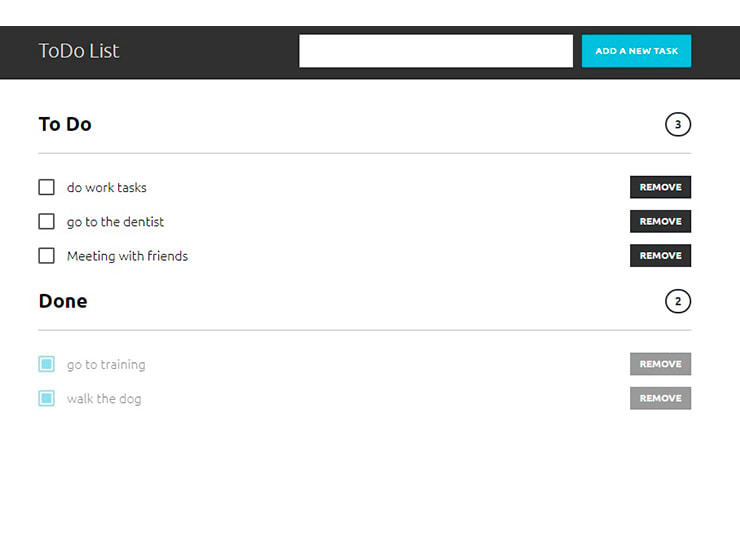 ToDo List
ADD A NEW TASK
To Do
3
do work tasks
REMOVE
go to the dentist
REMOVE
Meeting with friends
REMOVE
Done
2
go to training
REMOVE
walk the dog
REMOVE